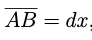 $\overline{AB} = dx,$